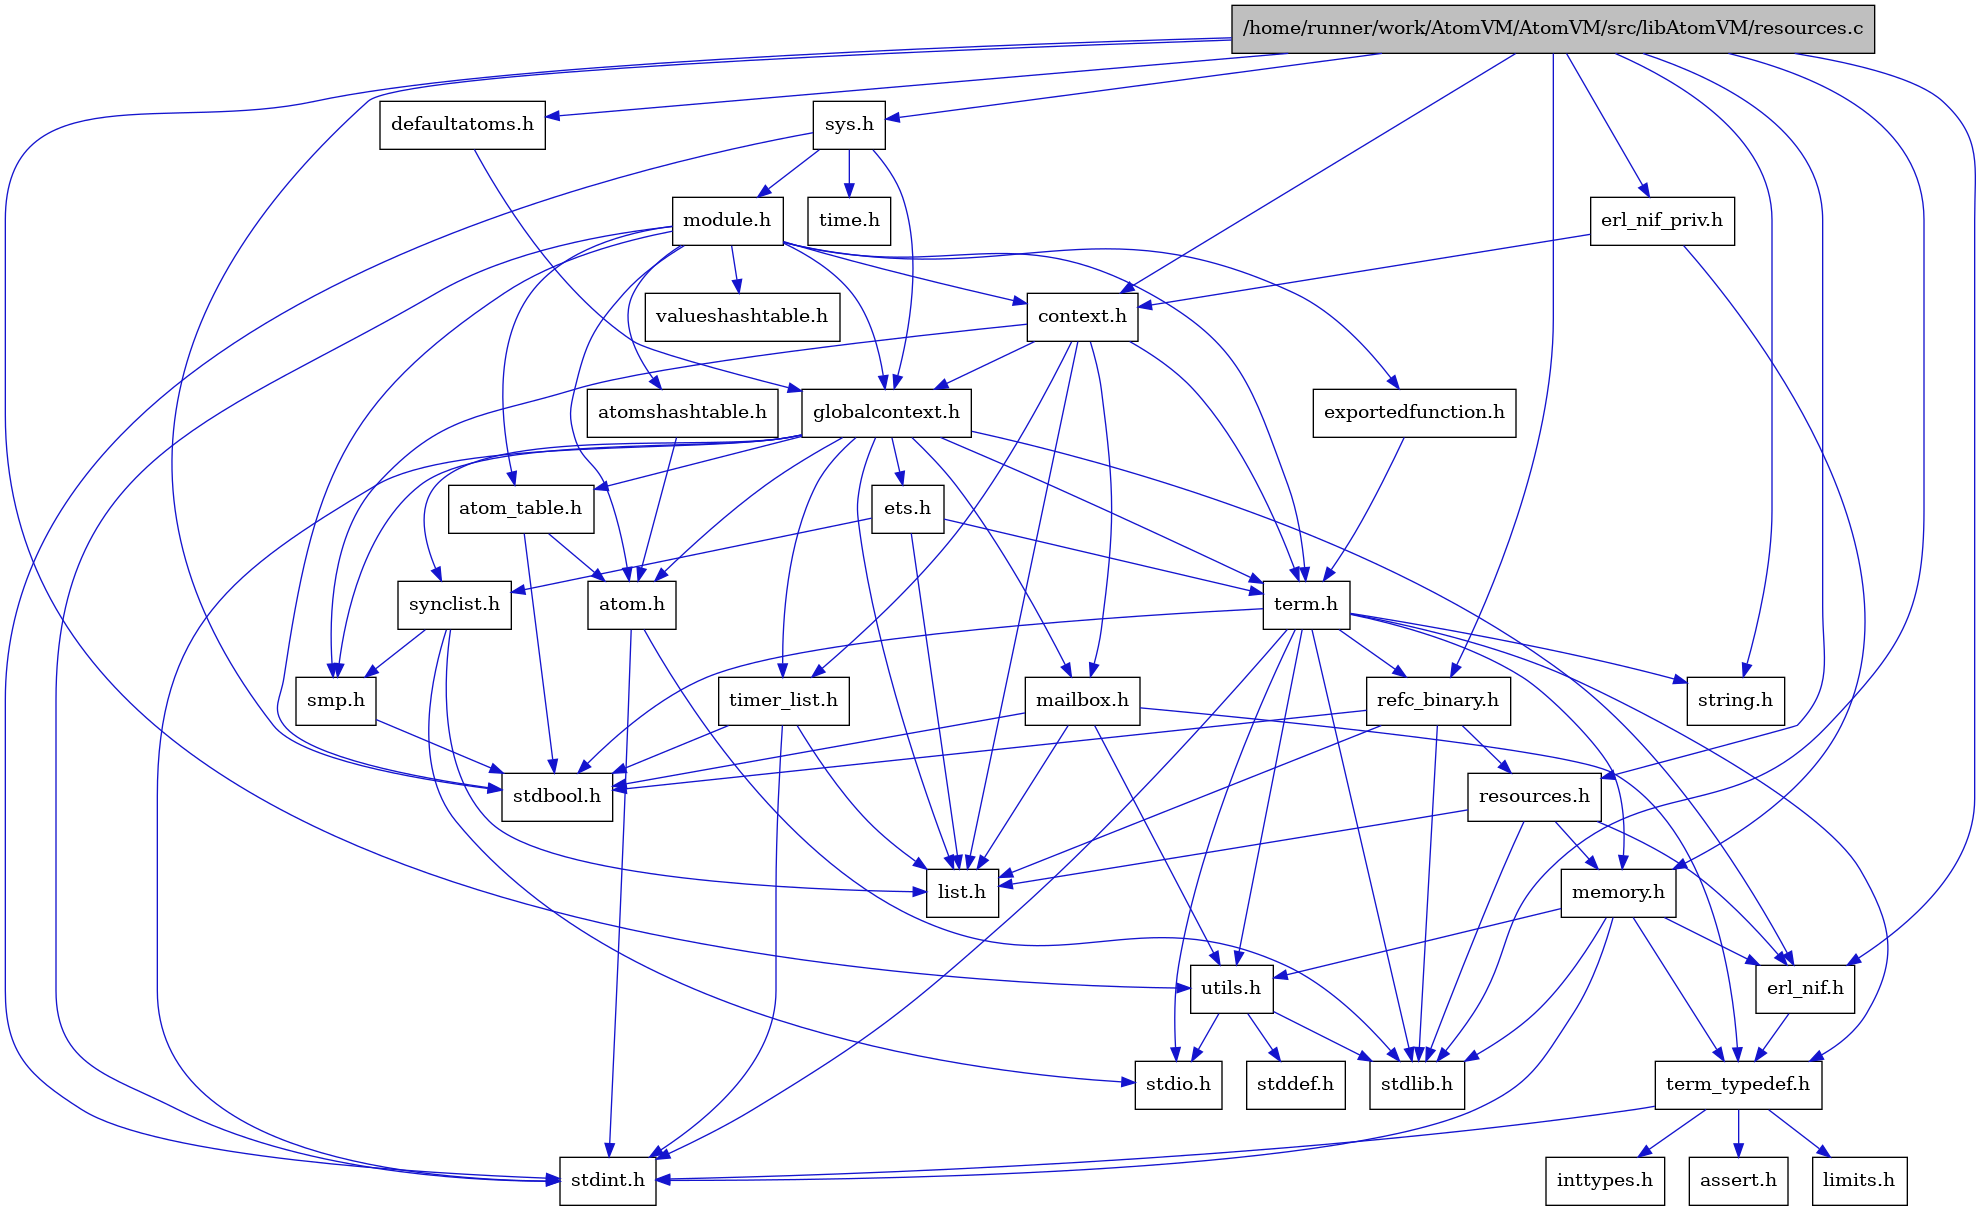 /home/runner/work/AtomVM/AtomVM/src/libAtomVM/resources.c
defaultatoms.h
sys.h
module.h
time.h
erl_nif_priv.h
valueshashtable.h
context.h
atomshashtable.h
globalcontext.h
exportedfunction.h
atom_table.h
ets.h
synclist.h
atom.h
term.h
smp.h
timer_list.h
mailbox.h
refc_binary.h
string.h
stdbool.h
resources.h
list.h
memory.h
utils.h
erl_nif.h
stdio.h
stddef.h
stdlib.h
term_typedef.h
stdint.h
inttypes.h
assert.h
limits.h